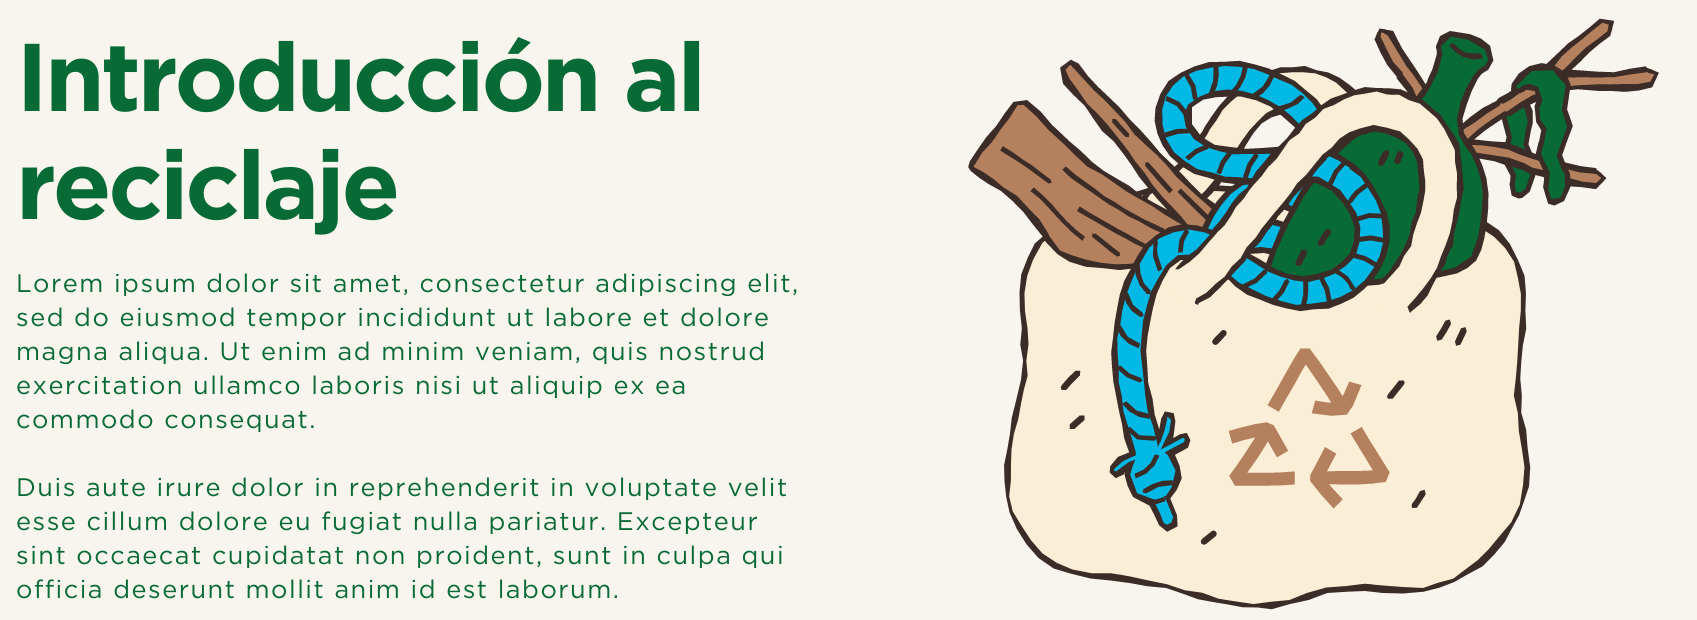 Introducción al
reciclaje
Lorem ipsum dolor sit amet, consectetur adipiscing elit,
sed do eiusmod tempor incididunt ut labore et dolore
magna aliqua. Ut enim ad minim veniam, quis nostrud
exercitation ullamco laboris nisi ut aliquip ex ea
commodo consequat.
Duis aute irure dolor in reprehenderit in voluptate velit
esse cillum dolore eu fugiat nulla pariatur. Excepteur
sint occaecat cupidatat non proident, sunt in culpa qui
officia deserunt mollit anim id est laborum.